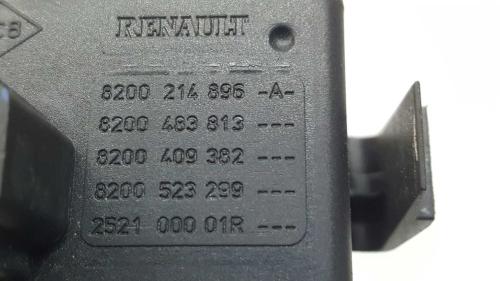 RENAULT
8200 214 896 -A-
8200 483 813 ---
8200 409 382 ---
8200 523 299 ---
2521 000 01R ---